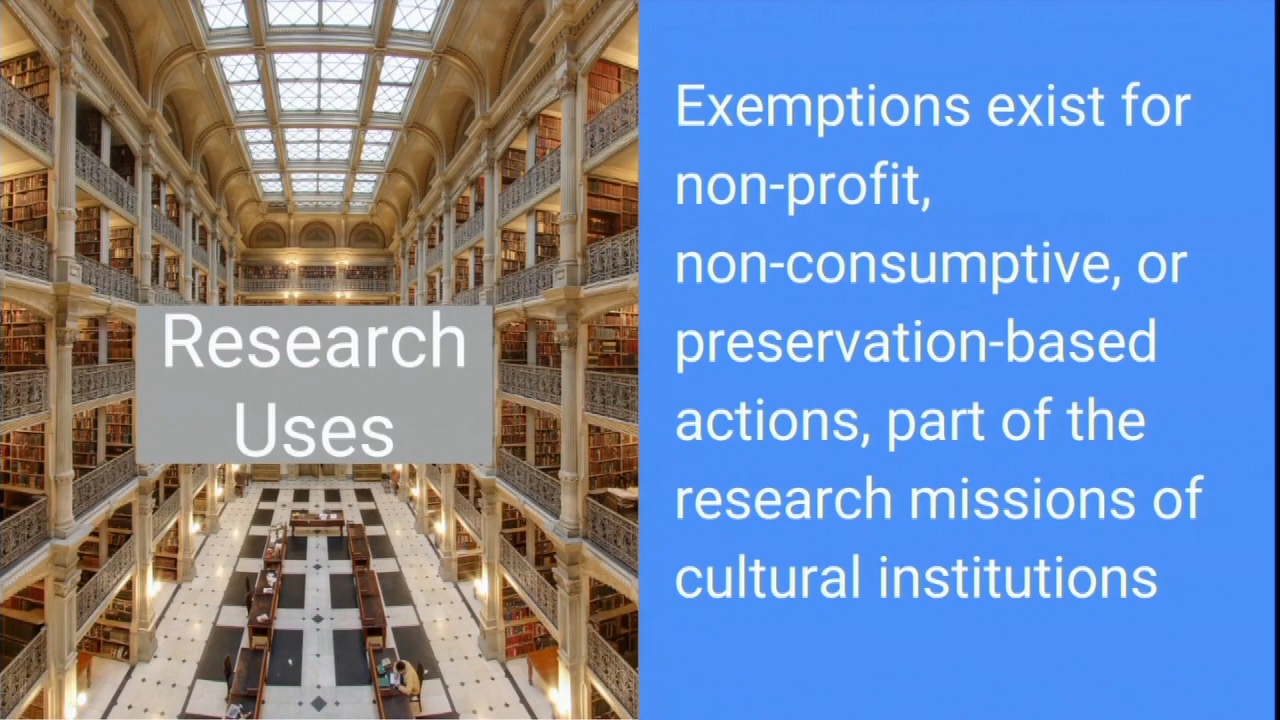 Research
Uses
Exemptions exist for
non-profit,
non-consumptive, or
preservation-based
actions, part of the
research missions of
cultural institutions